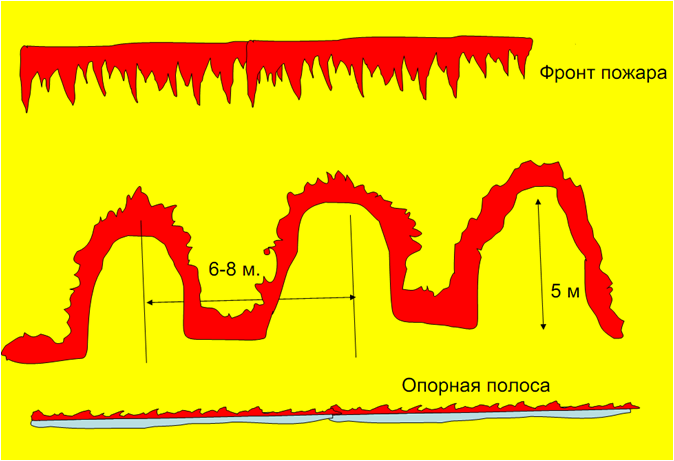 Фронт пожара
6-8 м.
5 м
Опорная полоса